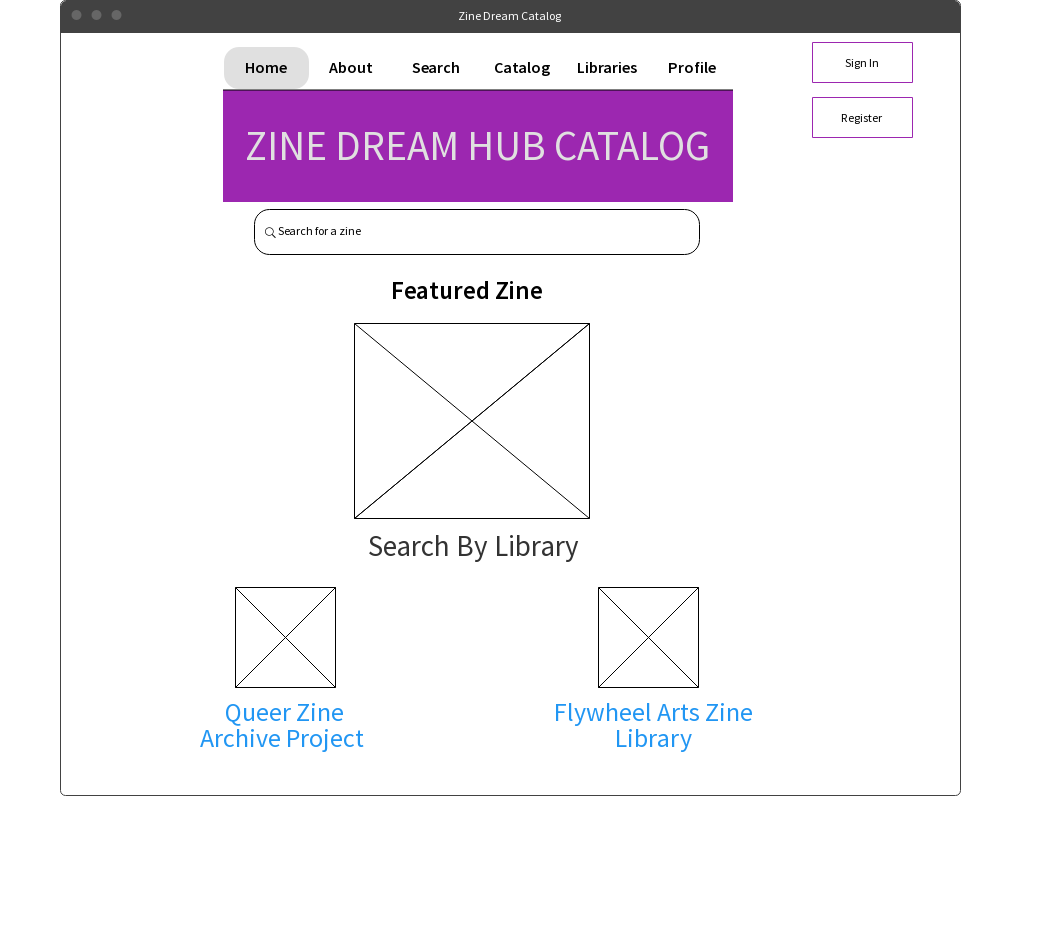 Zine Dream Catalog
Home About Search Catalog Libraries Profile
Sign In
Register
ZINE DREAM HUB CATALOG
Search for a zine
Featured Zine
Search By Library
Queer Zine
Archive Project
Flywheel Arts Zine
Library